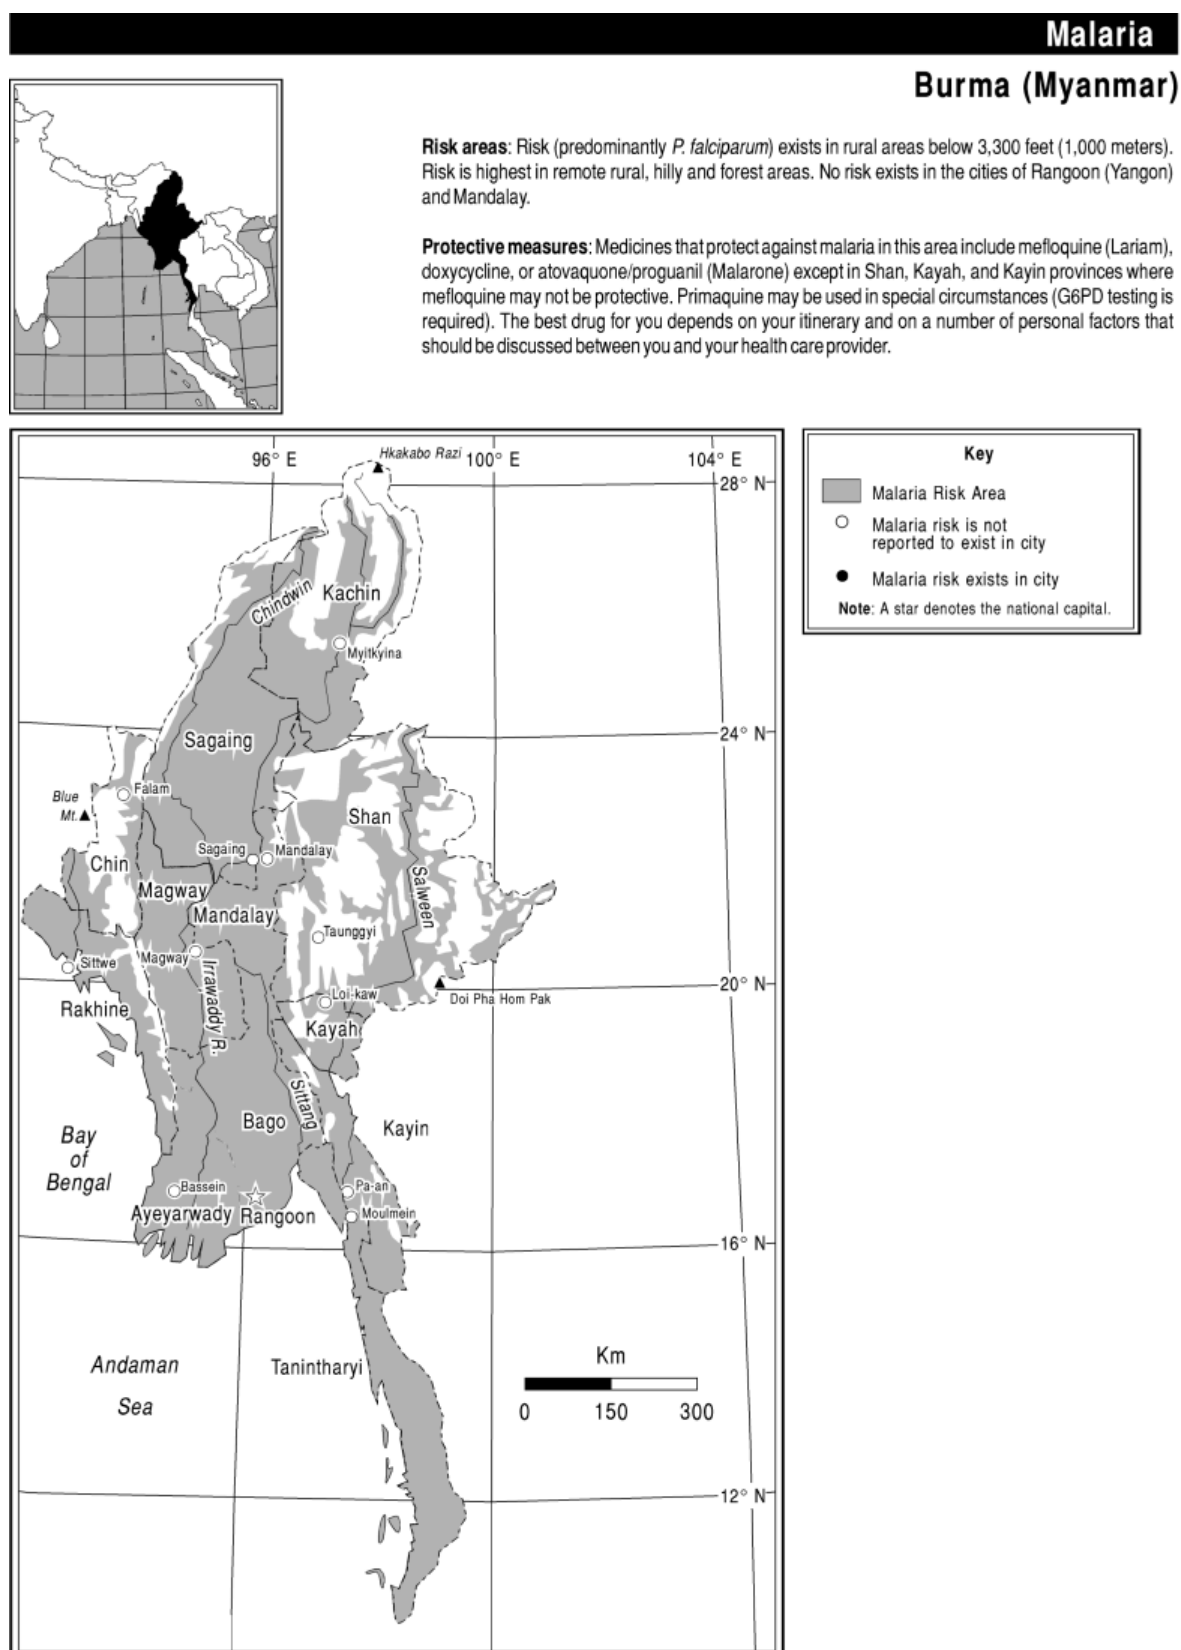 Malaria
Burma (Myanmar)
Risk areas: Risk (predominantly P. falciparum) exists in rural areas below 3,300 feet (1,000 meters).
Risk is highest in remote rural, hilly and forest areas. No risk exists in the cities of Rangoon (Yangon)
and Mandalay.
Protective measures: Medicines that protect against malaria in this area include mefloquine (Lariam),
doxycycline, or atovaquone/proguanil (Malarone) except in Shan, Kayah, and Kayin provinces where
mefloquine may not be protective. Primaquine may be used in special circumstances (G6PD testing is
required). The best drug for you depends on your itinerary and on a number of personal factors that
should be discussed between you and your health care provider.
96° E
Hkakabo Razi
100° E
104° E
28° N
Chindwin
Kachin
Myitkyina
24° N
Sagaing
Falam
Blue
Mt.
Shan
Sagaing
Mandalay
Chin
Magway
Salween
Mandalay
Taunggyi
Magway
Sittwe
Irrawaddy R.
20° N
Loi-kaw
Doi Pha Hom Pak
Rakhine
Kayah
Sittang
Bago
Kayin
Bay
of
Bengal
Bassein
Pa-an
Ayeyarwady
Rangoon
Moulmein
16° N
Andaman
Sea
Tanintharyi
Km
0 150 300
12° N
Key
Malaria Risk Area
Malaria risk is not
reported to exist in city
Malaria risk exists in city
Note: A star denotes the national capital.